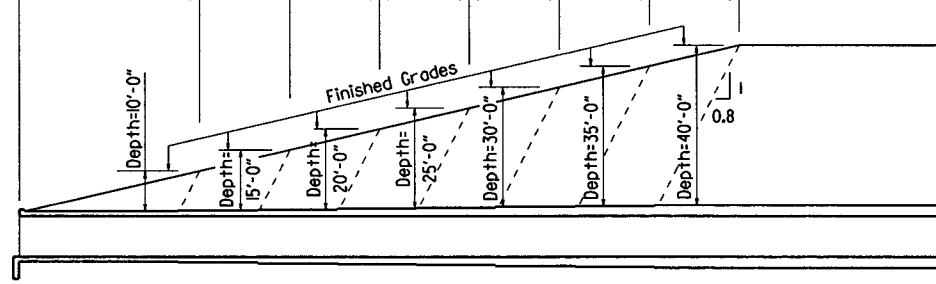 Finished Grades
Depth=10'-0"
Depth=
15'-0"
Depth=
20'-0"
Depth=
25'-0"
Depth=30'-0"
Depth=35'-0"
Depth=40'-0"
1
0.8